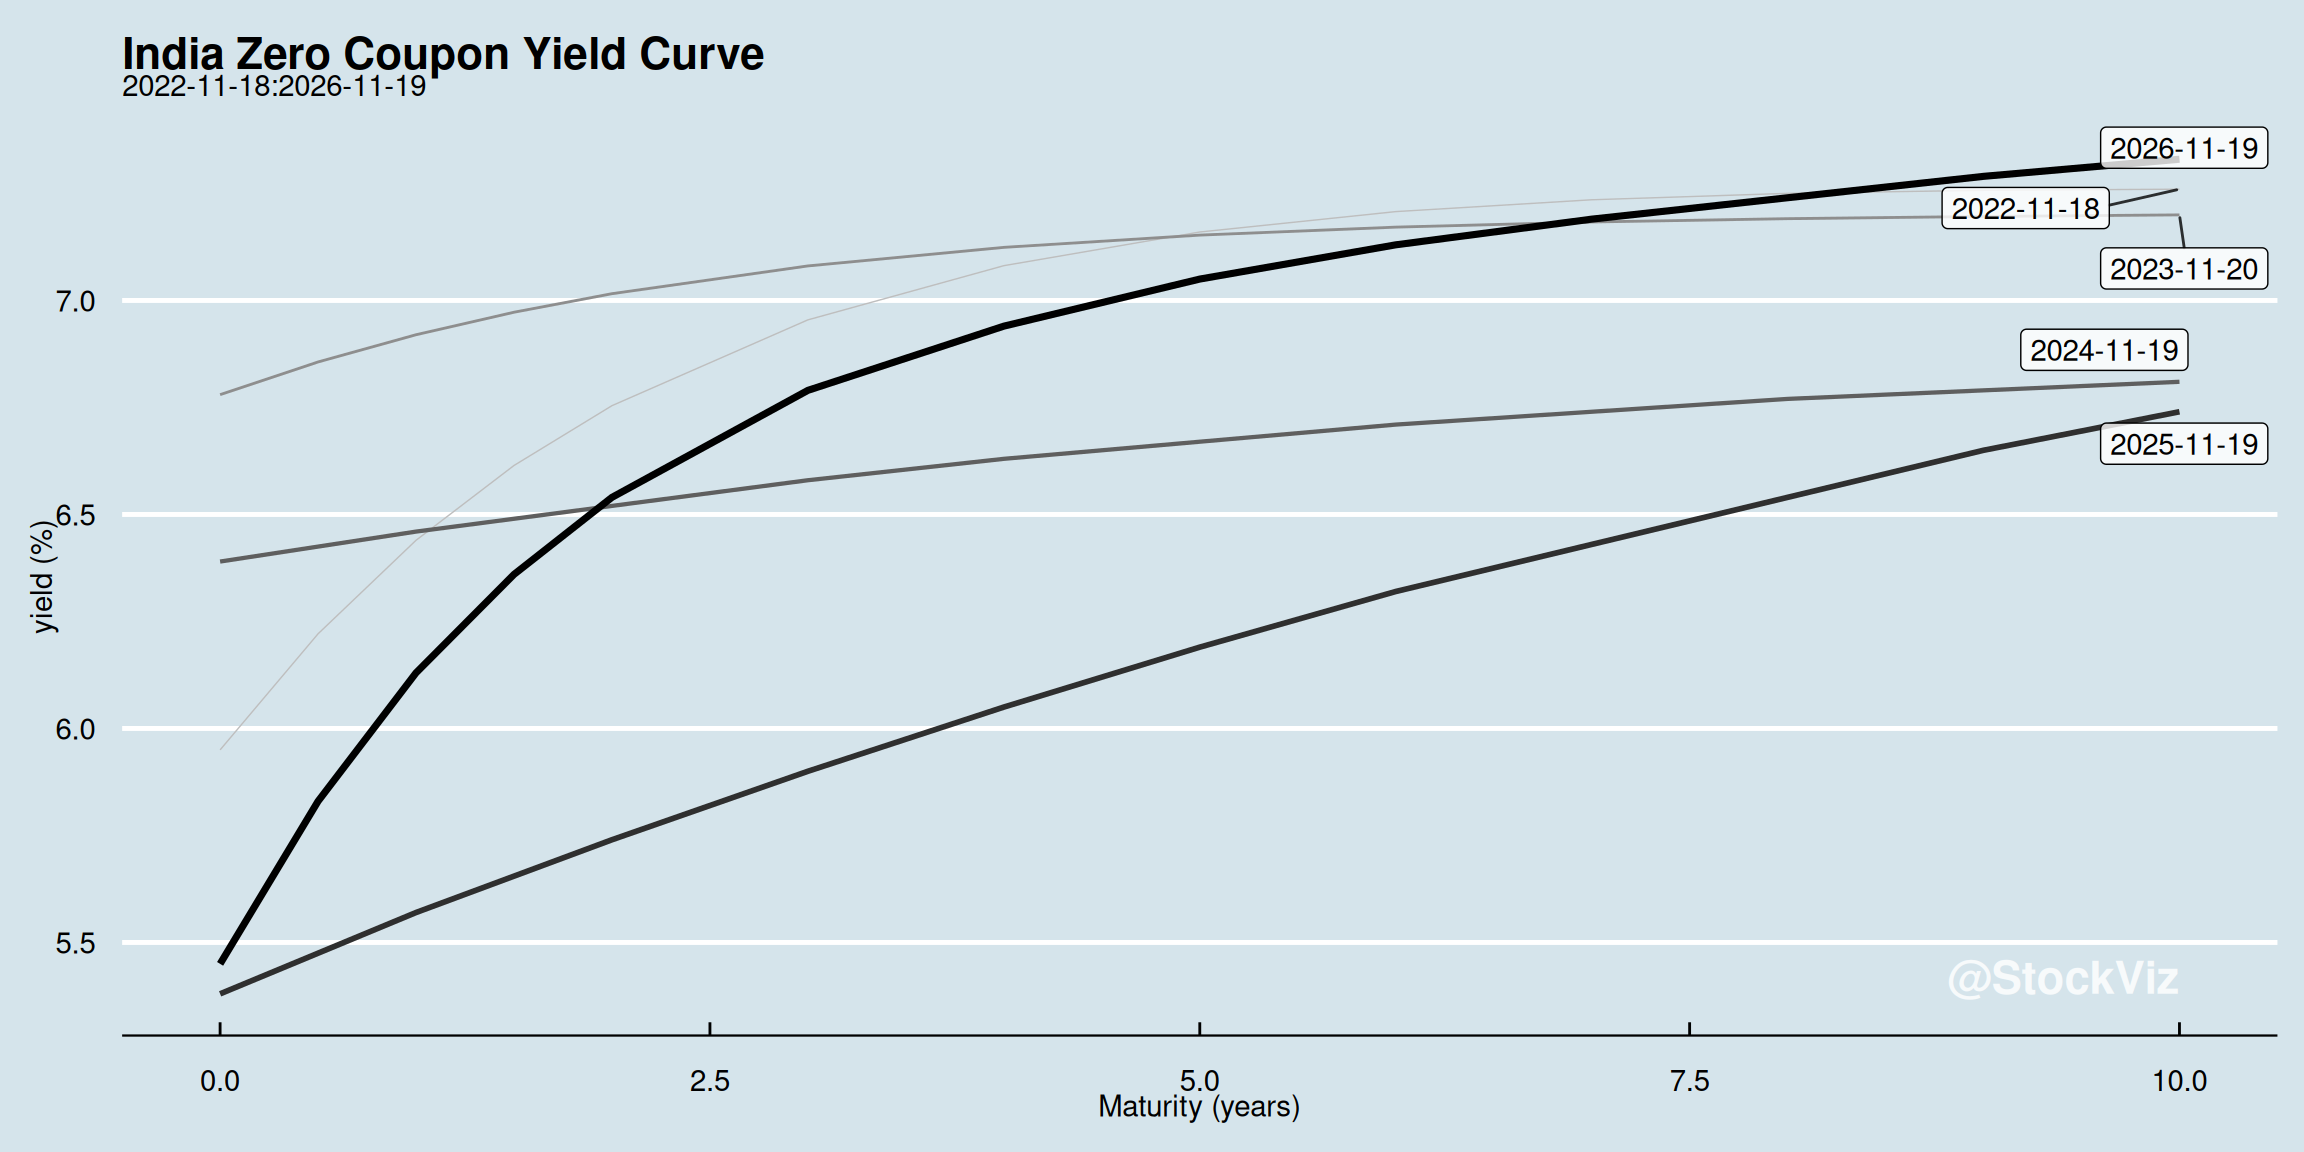 India Zero Coupon Yield Curve
2022-11-18:2026-11-19
2026-11-19
2022-11-18
2023-11-20
2024-11-19
2025-11-19
7.0
6.5
6.0
5.5
yield (%)
@StockViz
0.0 2.5 5.0 7.5 10.0
Maturity (years)